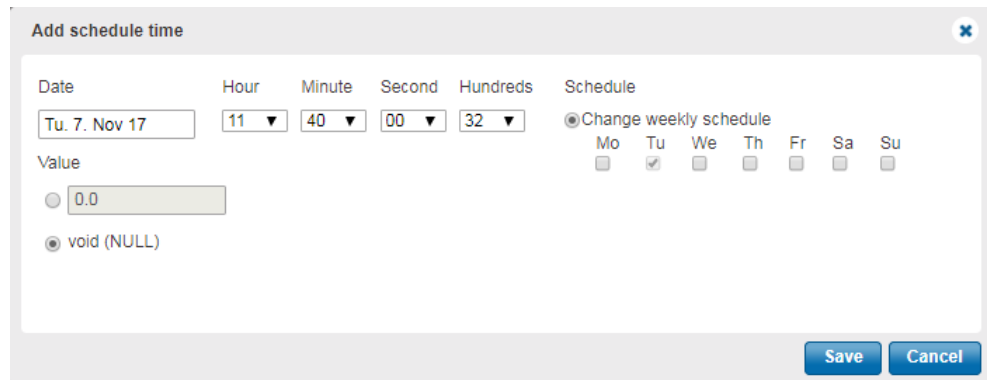 Add schedule time
Date Hour Minute Second Hundreds Schedule
Tu. 7. Nov 17 11 40 00 32 Change weekly schedule
Mo Tu We Th Fr Sa Su
Value
0.0
void (NULL)
Save Cancel